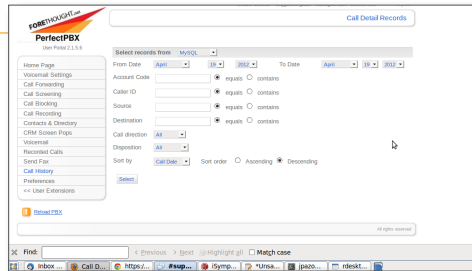 FORETHOUGHT.net
PerfectPBX
User Portal 2.1.5.6
Call Detail Records
Home Page
Voicemail Settings
Call Forwarding
Call Screening
Call Blocking
Call Recording
Contacts & Directory
CRM Screen Pops
Voicemail
Recorded Calls
Send Fax
Call History
Preferences
<< User Extensions
Reload PBX
Select records from MySQL
From Date April 19 2012 To Date April 19 2012
Account Code equals contains
Caller ID equals contains
Source equals contains
Destination equals contains
Call direction All
Disposition All
Sort by Call Date Sort order Ascending Descending
Select
All rights reserved.
Find: < Previous > Next Highlight all Match case
Inbox ... Call D... https:/... #sup... iSymp... *Unsa... jpazo... rdeskt...